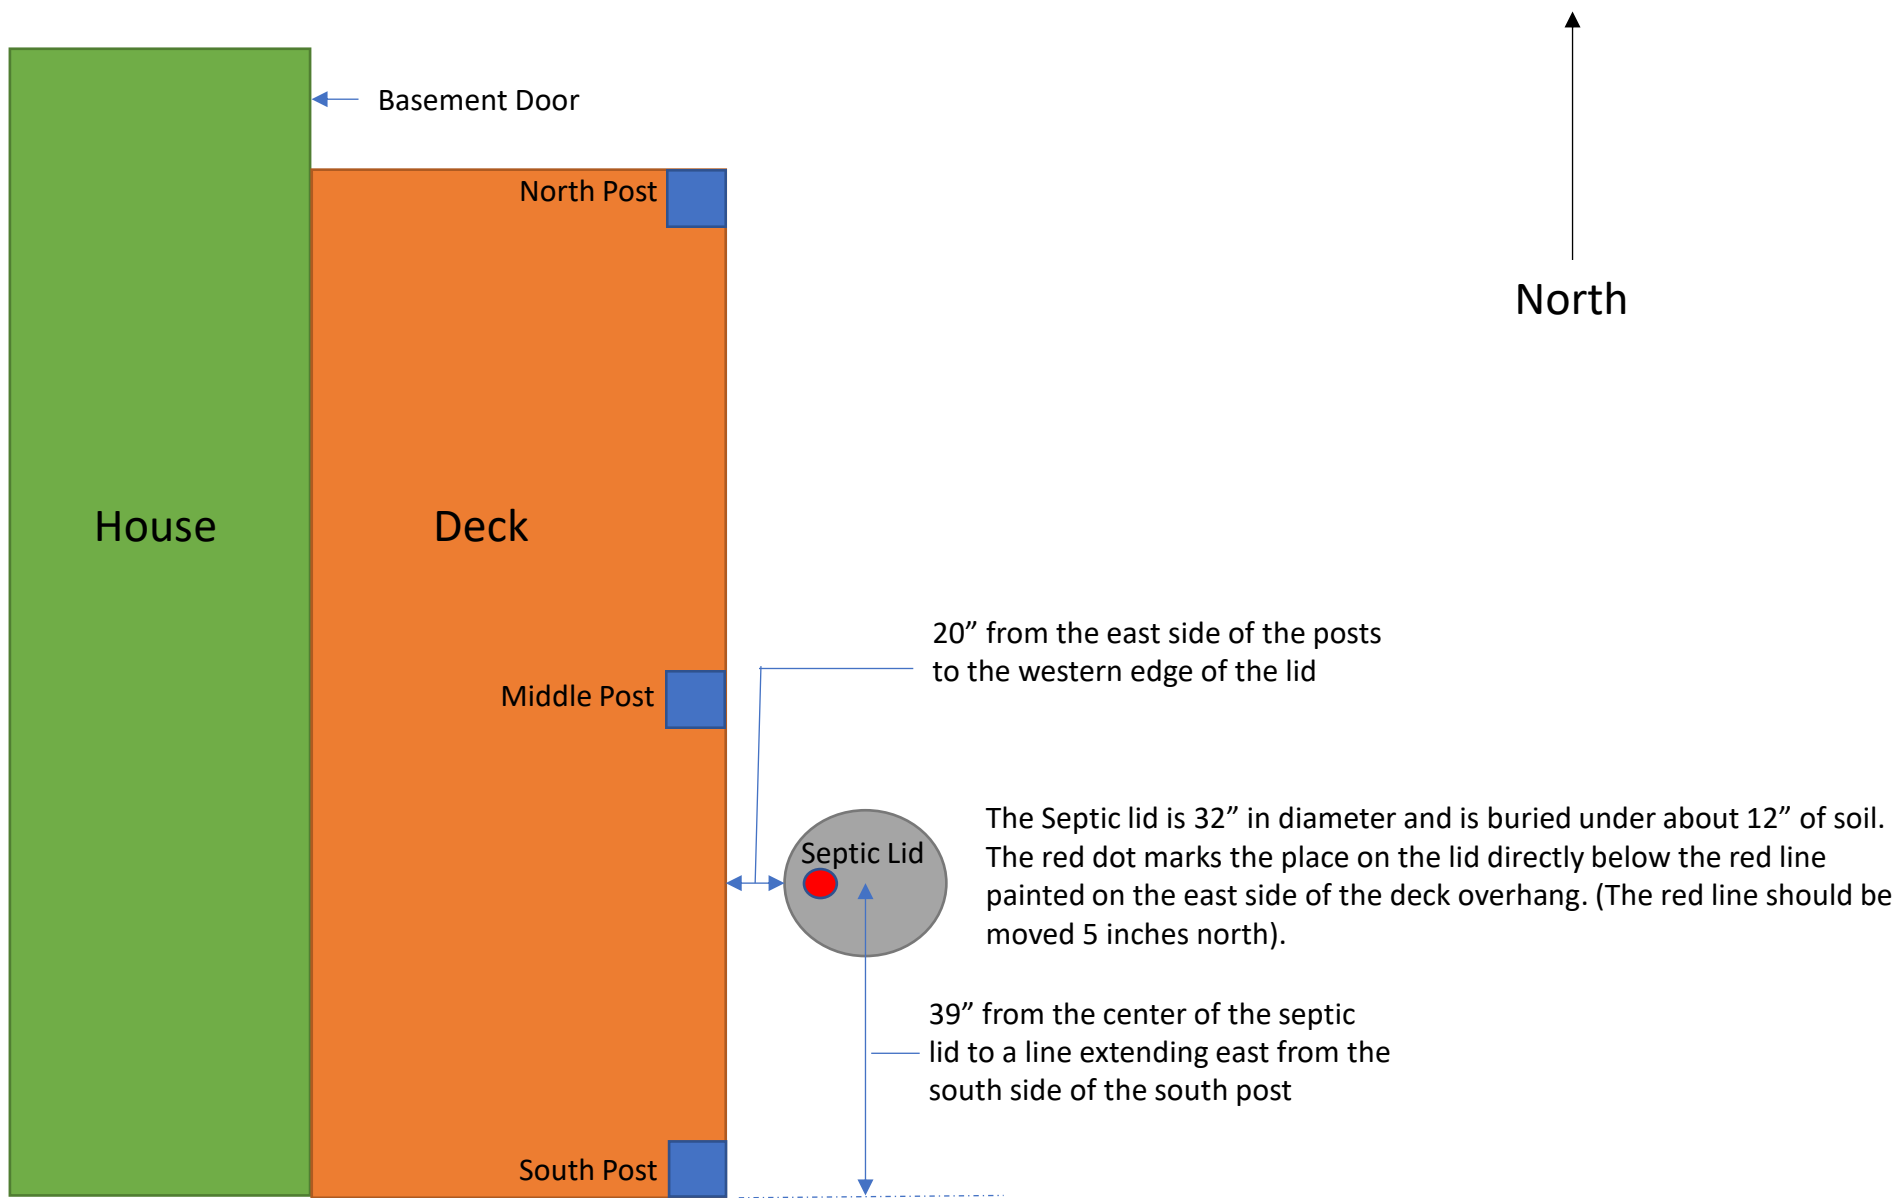 Basement Door
North Post
North
House
Deck
20” from the east side of the posts
to the western edge of the lid
Middle Post
The Septic lid is 32” in diameter and is buried under about 12” of soil.
The red dot marks the place on the lid directly below the red line
painted on the east side of the deck overhang. (The red line should be
moved 5 inches north).
Septic Lid
39” from the center of the septic
lid to a line extending east from the
south side of the south post
South Post